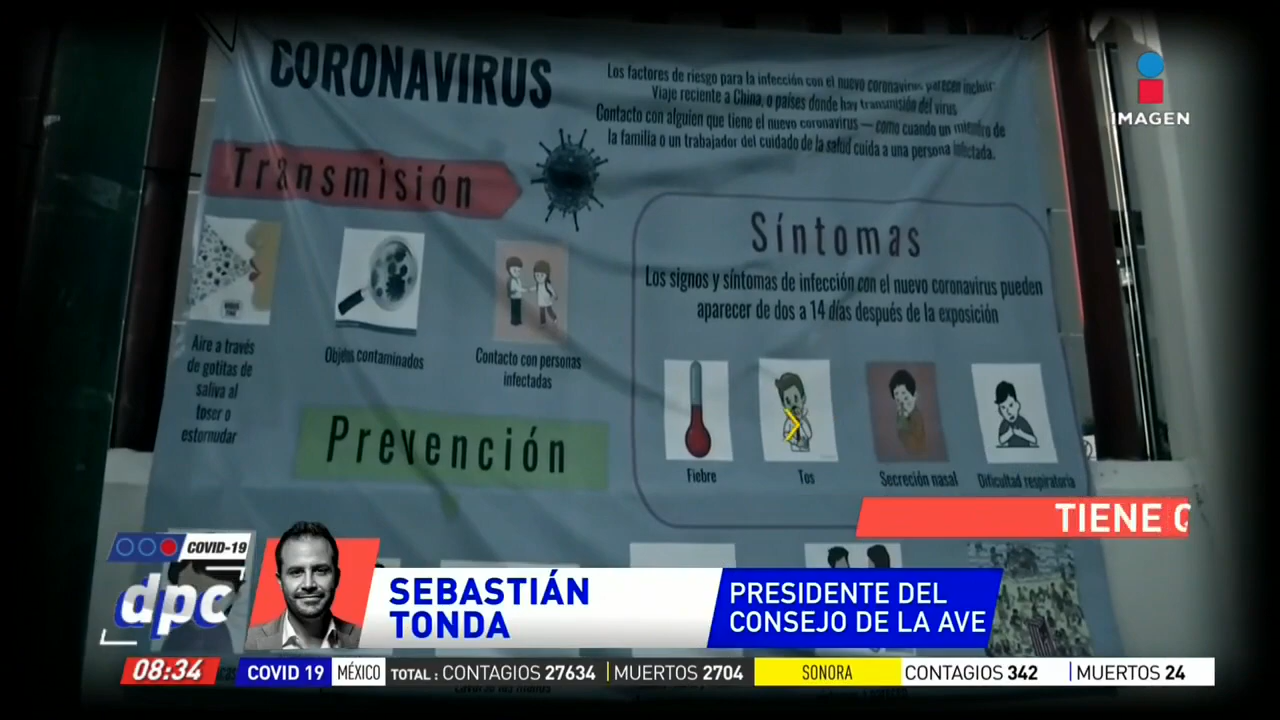 CORONAVIRUS
Los factores de riesgo para la infección con el nuevo coronavirus parecen incluir:
Viaje reciente a China, o países donde hay transmisión del virus
Contacto con alguien que tiene el nuevo coronavirus — como cuando un miembro de
la familia o un trabajador del cuidado de la salud cuida a una persona infectada.
IMAGEN
Transmisión
Síntomas
Los signos y síntomas de infección con el nuevo coronavirus pueden
aparecer de dos a 14 días después de la exposición
Aire a través
de gotitas de
saliva al
toser o
estornudar
Objetos contaminados
Contacto con personas
infectadas
Prevención
Fiebre
Tos
Secreción nasal
Dificultad respiratoria
TIENE
COVID-19
dpc
SEBASTIÁN
TONDA
PRESIDENTE DEL
CONSEJO DE LA AVE
08:34
COVID 19
MÉXICO
TOTAL : CONTAGIOS 27634
MUERTOS 2704
SONORA
CONTAGIOS 342
MUERTOS 24